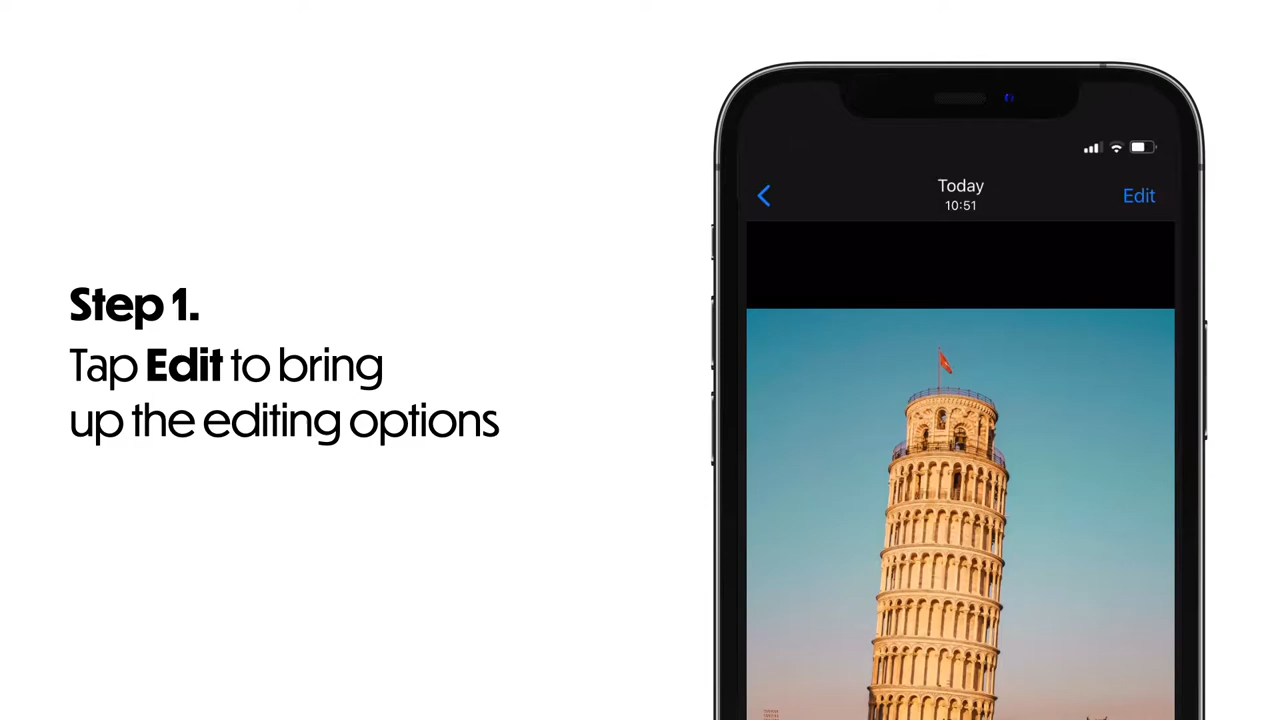 Today
10:51
Edit
Step 1.
Tap Edit to bring
up the editing options